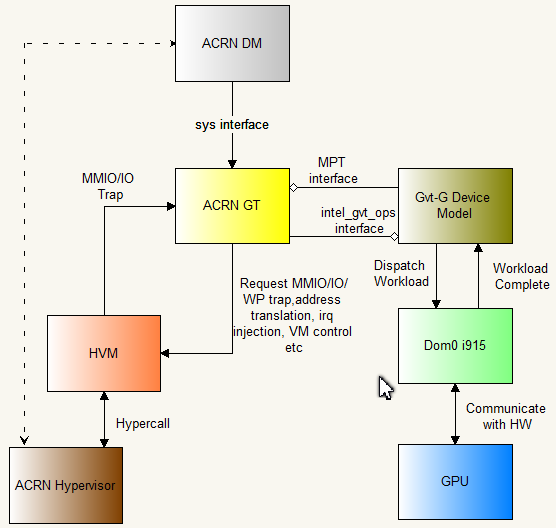 ACRN DM
sys interface
MMIO/IO
Trap
ACRN GT
MPT
interface
intel_gvt_ops
interface
Gvt-G Device
Model
Request MMIO/IO/
WP trap,address
translation, irq
injection, VM control
etc
Dispatch
Workload
Workload
Complete
HVM
Dom0 i915
Hypercall
Communicate
with HW
ACRN Hypervisor
GPU